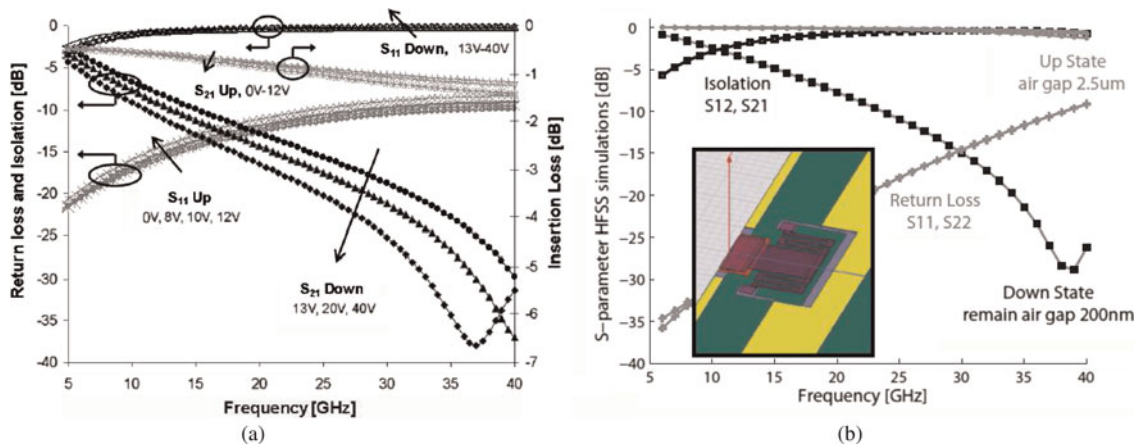 Return loss and Isolation [dB]
0
-5
-10
-15
-20
-25
-30
-35
-40
5
10
15
20
25
30
35
40
Frequency [GHz]
0
-1
-2
-3
-4
-5
-6
-7
Insertion Loss [dB]
S11 Down, 13V-40V
S21 Up, 0V-12V
S11 Up
0V, 8V, 10V, 12V
S21 Down
13V, 20V, 40V
(a)
S-parameter HFSS simulations [dB]
0
-5
-10
-15
-20
-25
-30
-35
-40
5
10
15
20
25
30
35
40
Frequency [GHz]
Isolation
S12, S21
Up State
air gap 2.5um
Return Loss
S11, S22
Down State
remain air gap 200nm
(b)